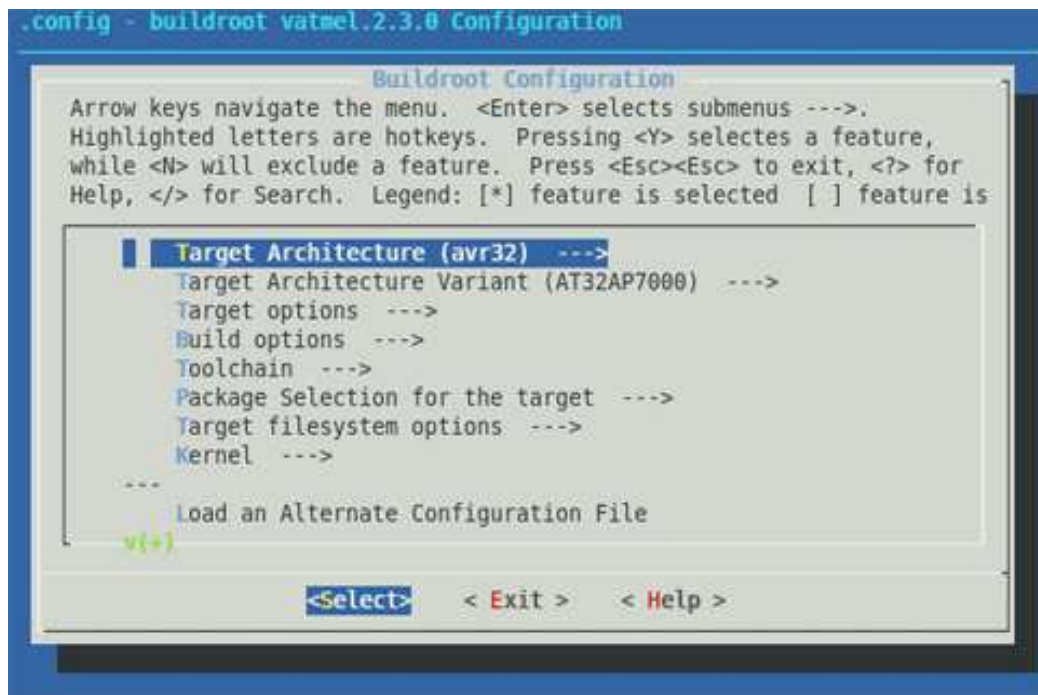 .config - buildroot vatmel.2.3.0 Configuration
Buildroot Configuration
Arrow keys navigate the menu.  <Enter> selects submenus --->.
Highlighted letters are hotkeys.  Pressing <Y> selectes a feature,
while <N> will exclude a feature.  Press <Esc><Esc> to exit, <?> for
Help, </> for Search.  Legend: [*] feature is selected  [ ] feature is
Target Architecture (avr32)  --->
Target Architecture Variant (AT32AP7000)  --->
Target options  --->
Build options  --->
Toolchain  --->
Package Selection for the target  --->
Target filesystem options  --->
Kernel  --->
---
Load an Alternate Configuration File
v(+)
<Select>    < Exit >    < Help >